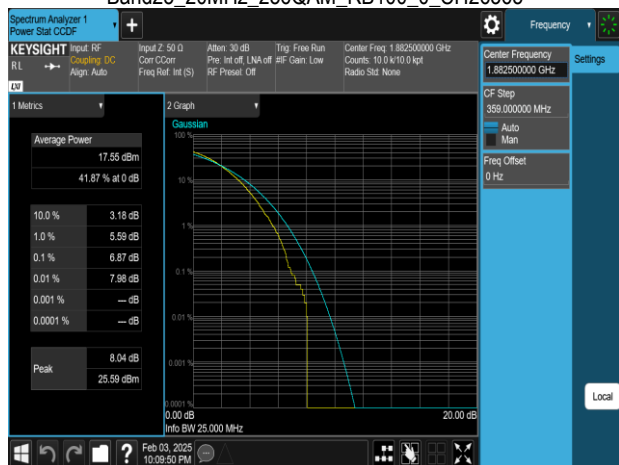 Spectrum Analyzer 1
Power Stat CCDF
+
Frequency
KEYSIGHT
RL
LXI
Input: RF
Coupling: DC
Align: Auto
Input Z: 50 Ω
Corr CCorr
Freq Ref: Int (S)
Atten: 30 dB
Pre: Int off, LNA off
RF Preset: Off
Trig: Free Run
#IF Gain: Low
Center Freq: 1.882500000 GHz
Counts: 10.0 k/10.0 kpt
Radio Std: None
Center Frequency
1.882500000 GHz
Settings
CF Step
359.000000 MHz
Auto
Man
Freq Offset
0 Hz
Local
1 Metrics
Average Power
17.55 dBm
41.87 % at 0 dB
10.0 % 3.18 dB
1.0 % 5.59 dB
0.1 % 6.87 dB
0.01 % 7.98 dB
0.001 % --- dB
0.0001 % --- dB
Peak
8.04 dB
25.59 dBm
2 Graph
Gaussian
100 %
10 %
1 %
0.1 %
0.01 %
0.001 %
0.0001 %
0.00 dB 20.00 dB
Info BW 25.000 MHz
?
Feb 03, 2025
10:09:50 PM